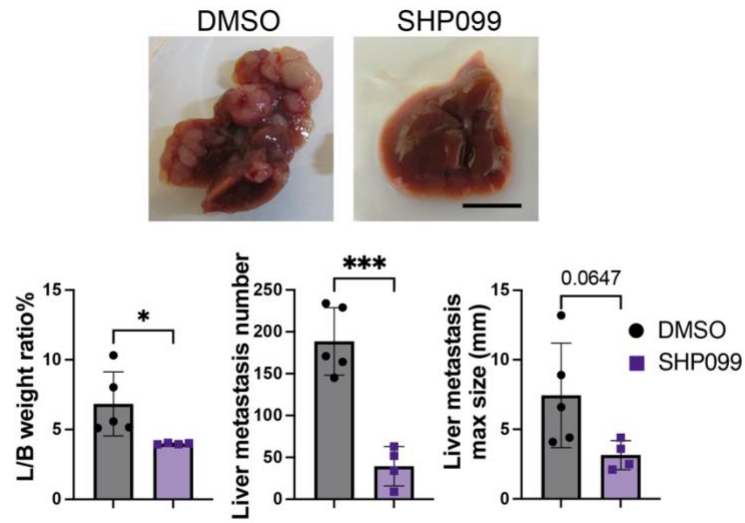 DMSO
SHP099
L/B weight ratio%
15
10
5
0
*
Liver metastasis number
250
200
150
100
50
0
***
Liver metastasis
max size (mm)
15
10
5
0
0.0647
DMSO
SHP099